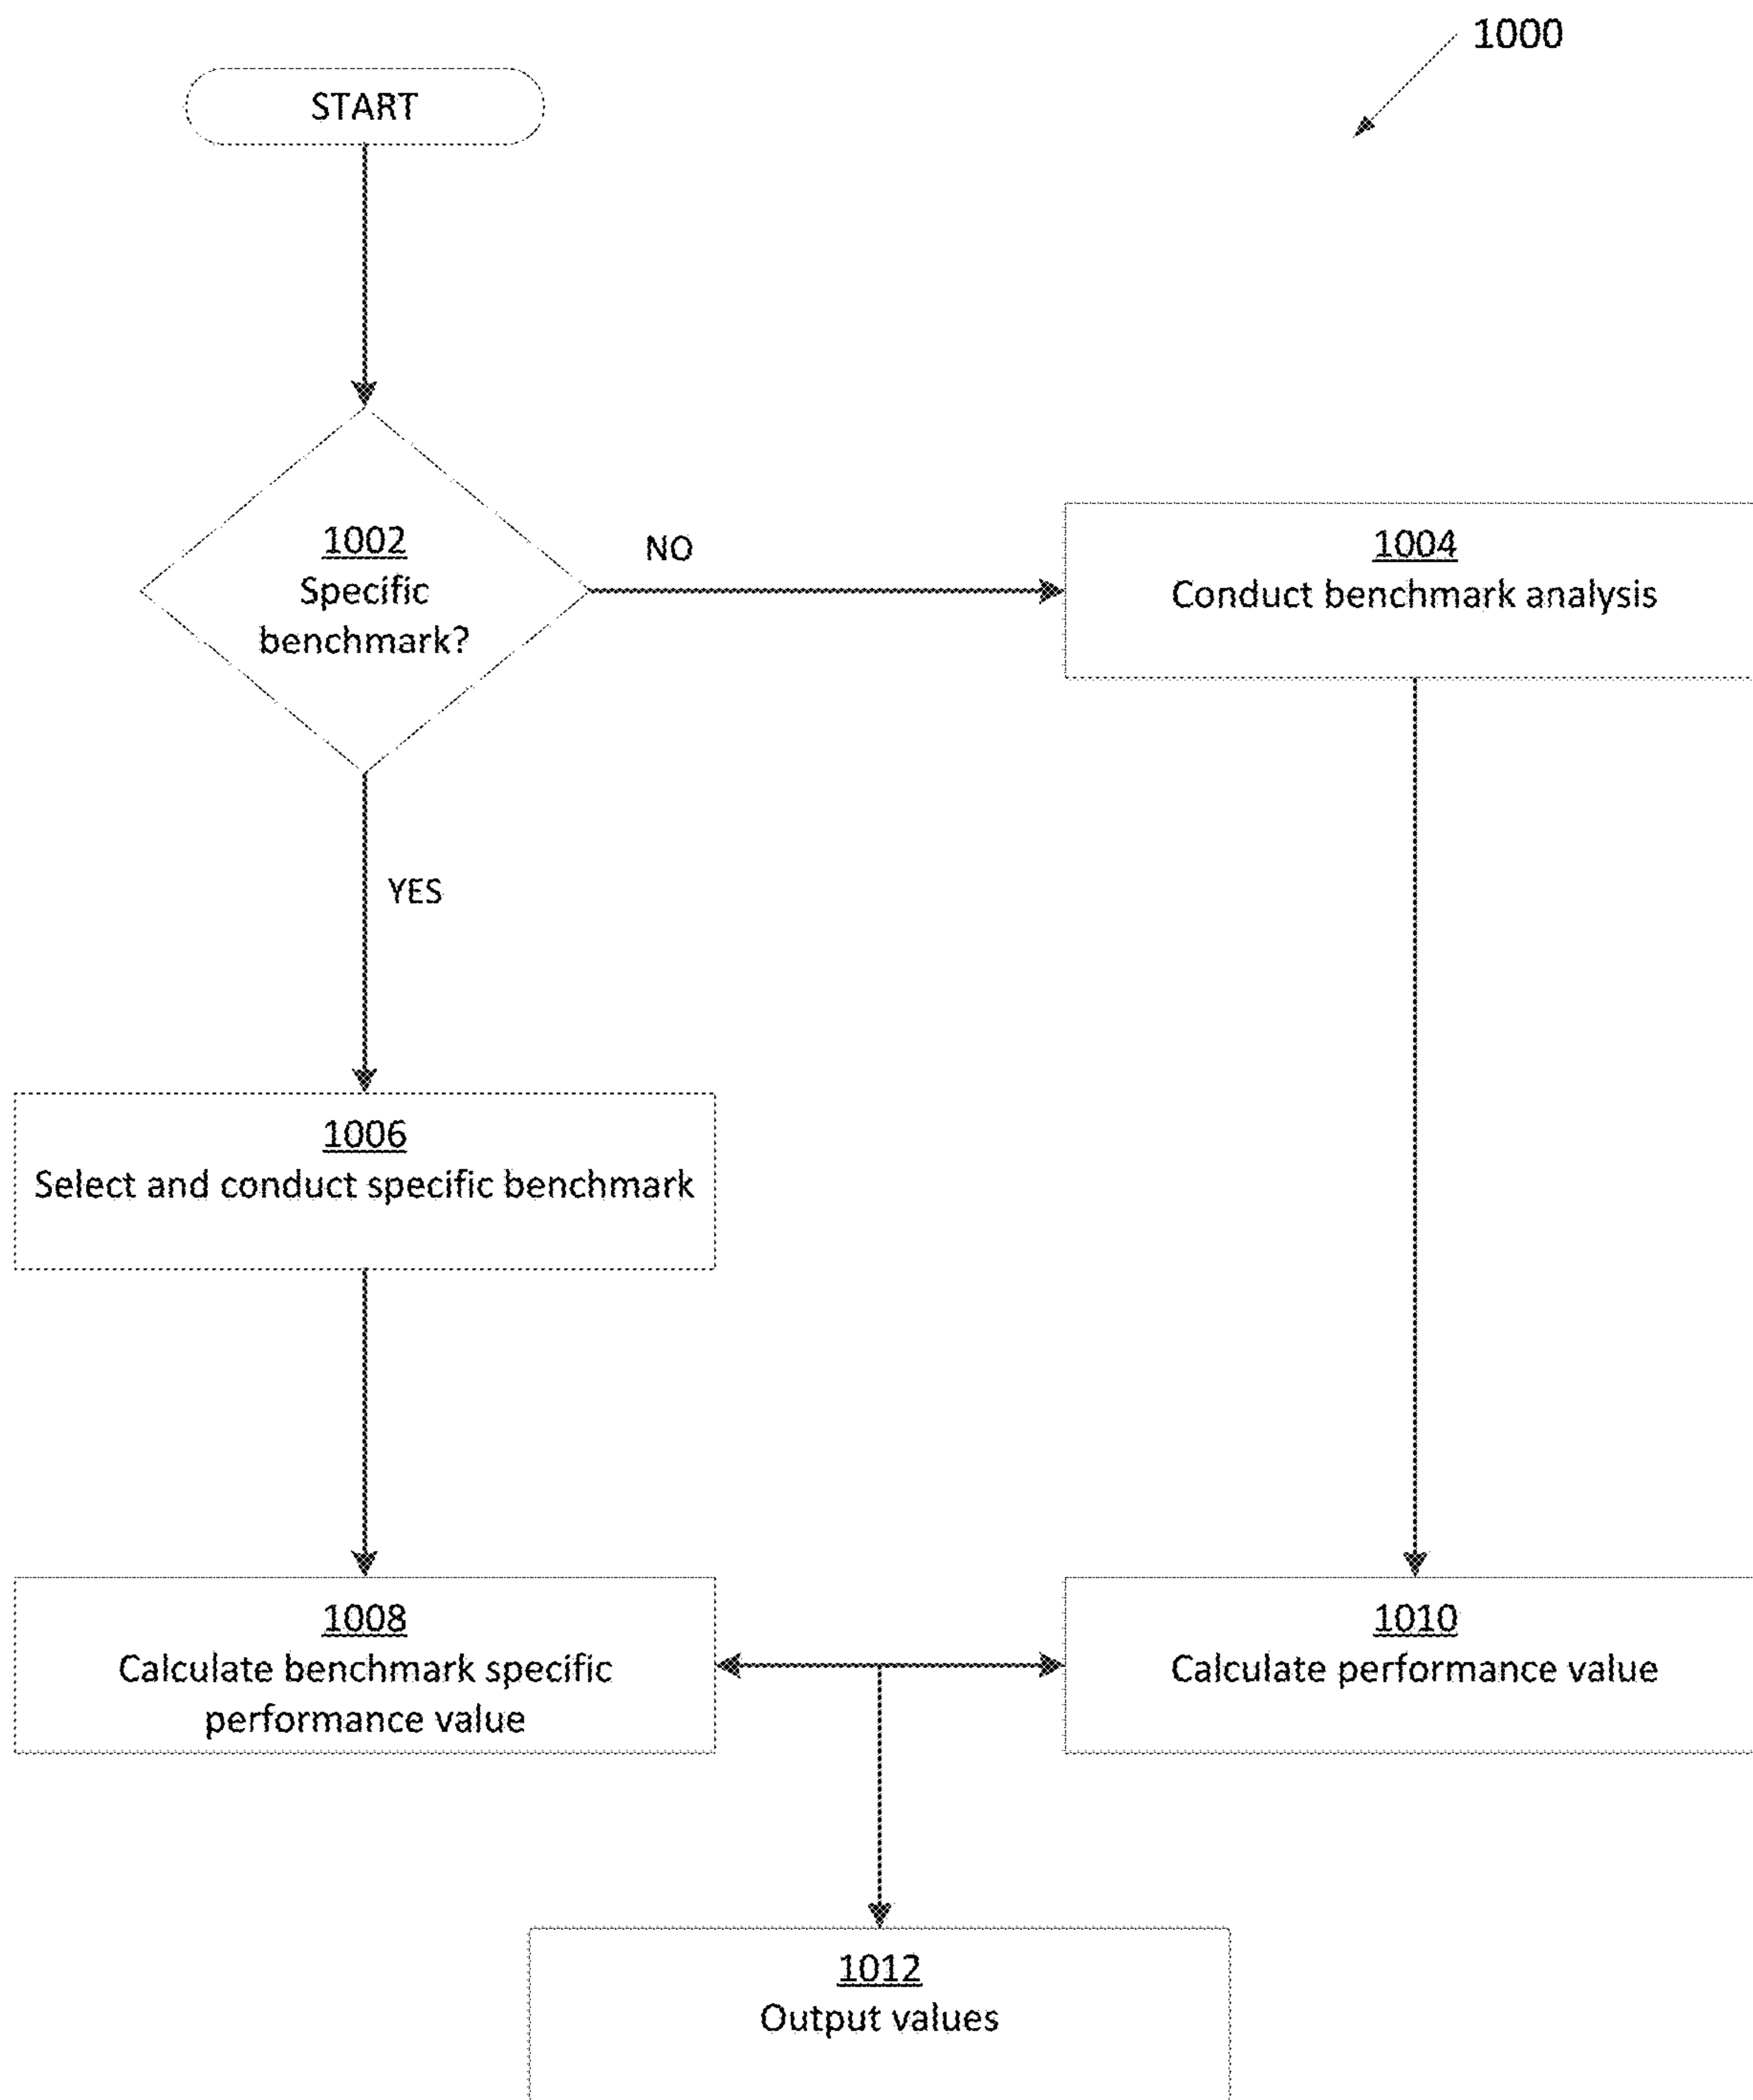 1000
START
1002
Specific
benchmark?
NO
1004
Conduct benchmark analysis
YES
1006
Select and conduct specific benchmark
1008
Calculate benchmark specific
performance value
1010
Calculate performance value
1012
Output values